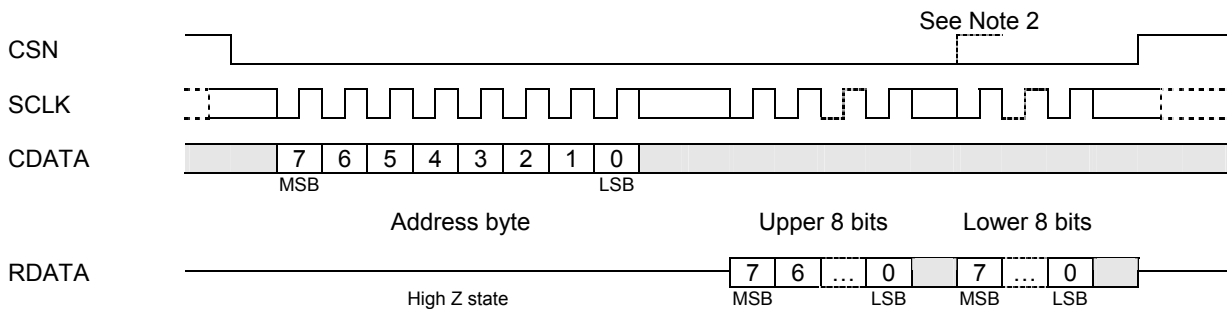 See Note 2
CSN
SCLK
CDATA 7 6 5 4 3 2 1 0
MSB LSB
Address byte Upper 8 bits Lower 8 bits
RDATA 7 6 … 0 7 … 0
High Z state MSB LSB MSB LSB